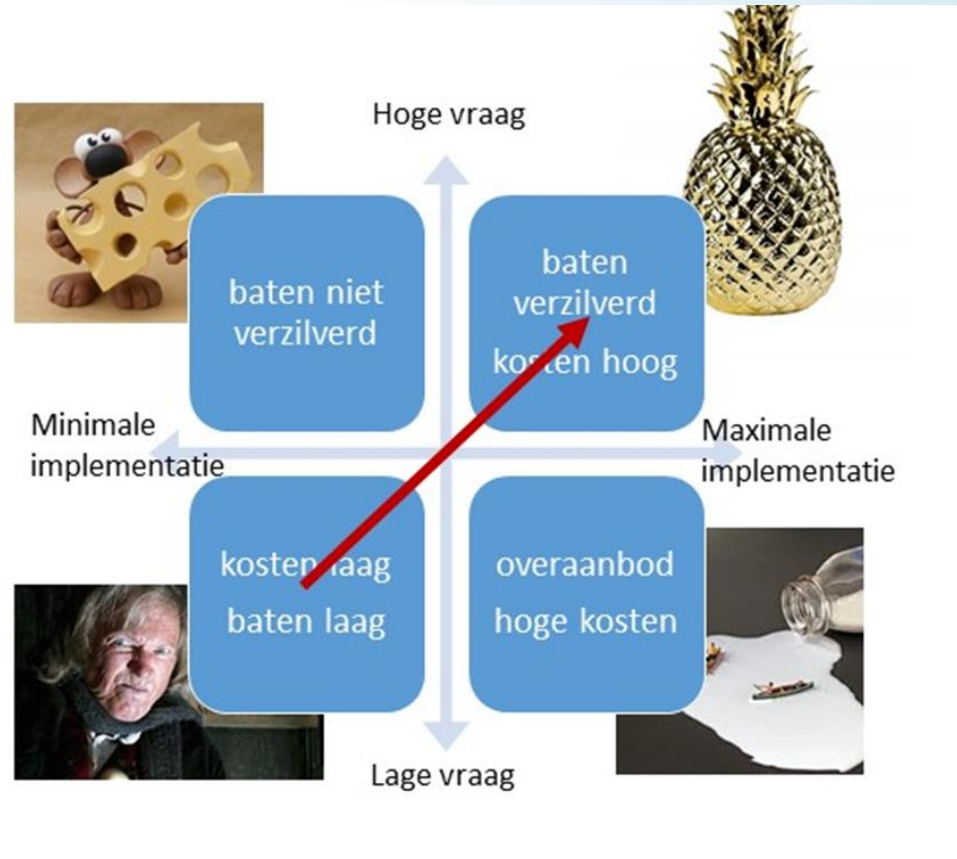 Hoge vraag
baten niet
verzilverd
baten
verzilverd
kosten hoog
Minimale
implementatie
Maximale
implementatie
kosten laag
baten laag
overaanbod
hoge kosten
Lage vraag